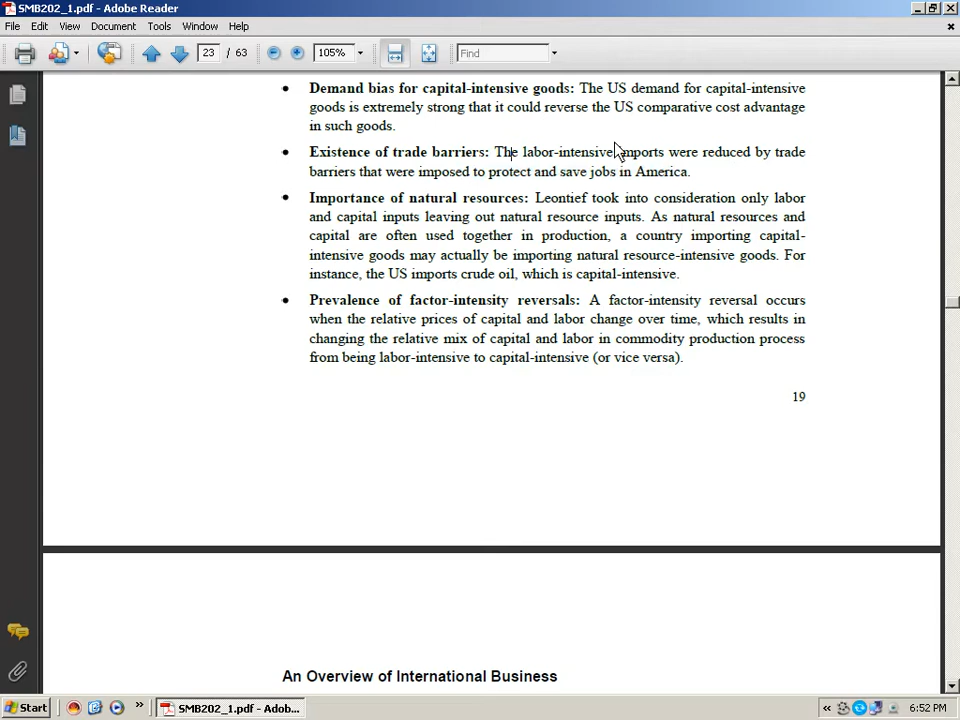 SMB202_1.pdf - Adobe Reader
File Edit View Document Tools Window Help
23 / 63 105% Find
• Demand bias for capital-intensive goods: The US demand for capital-intensive
goods is extremely strong that it could reverse the US comparative cost advantage
in such goods.
• Existence of trade barriers: The labor-intensive imports were reduced by trade
barriers that were imposed to protect and save jobs in America.
• Importance of natural resources: Leontief took into consideration only labor
and capital inputs leaving out natural resource inputs. As natural resources and
capital are often used together in production, a country importing capital-
intensive goods may actually be importing natural resource-intensive goods. For
instance, the US imports crude oil, which is capital-intensive.
• Prevalence of factor-intensity reversals: A factor-intensity reversal occurs
when the relative prices of capital and labor change over time, which results in
changing the relative mix of capital and labor in commodity production process
from being labor-intensive to capital-intensive (or vice versa).
19
An Overview of International Business
Start » SMB202_1.pdf - Adob... « 6:52 PM